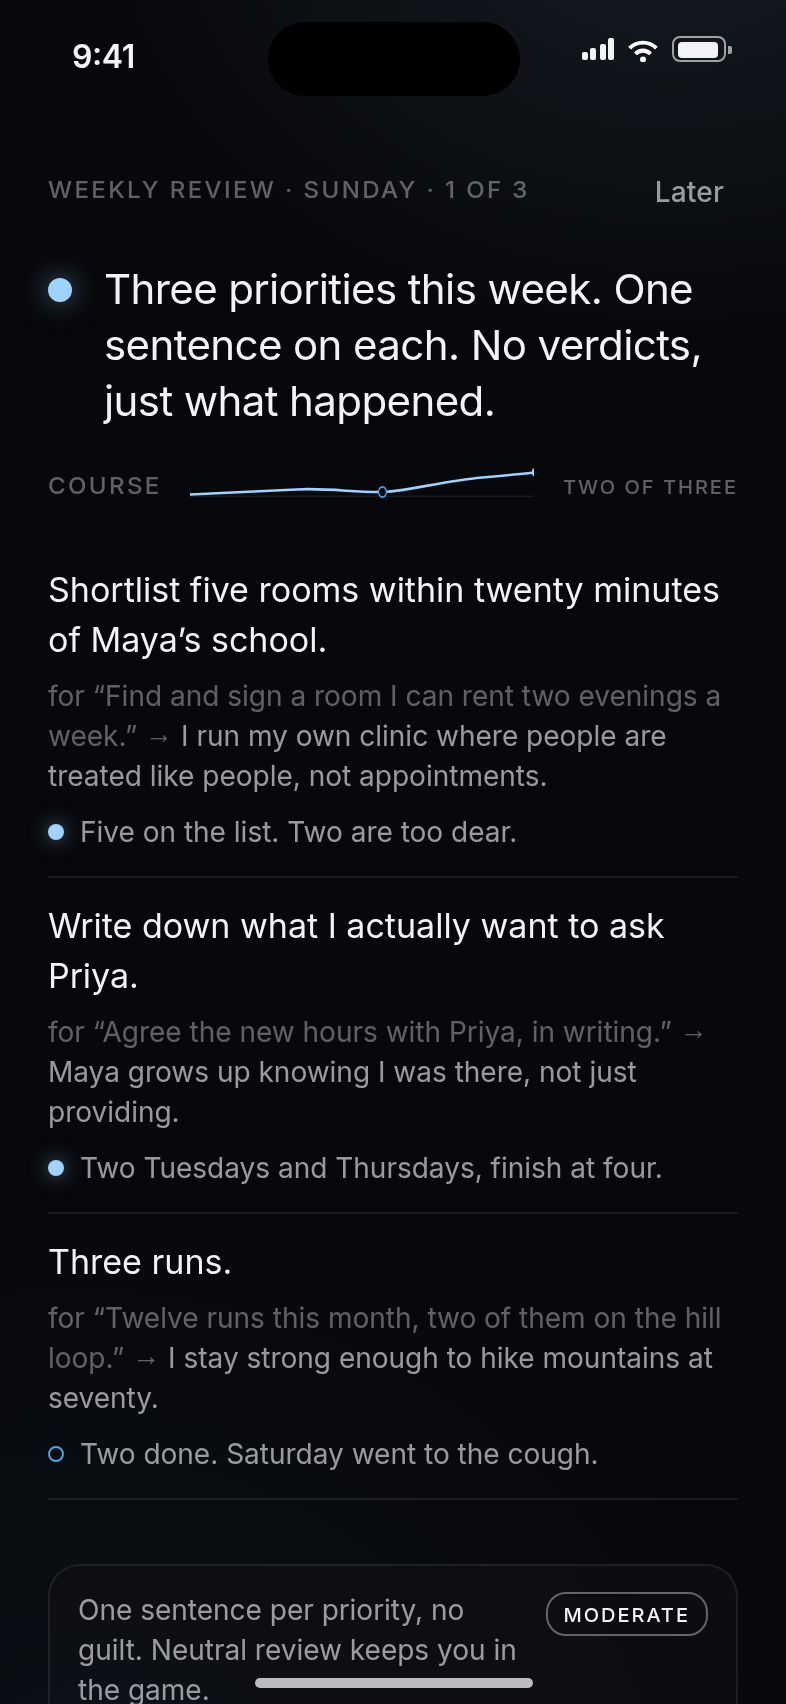 9:41
WEEKLY REVIEW · SUNDAY · 1 OF 3
Later
Three priorities this week. One
sentence on each. No verdicts,
just what happened.
COURSE
TWO OF THREE
Shortlist five rooms within twenty minutes
of Maya’s school.
for “Find and sign a room I can rent two evenings a
week.” → I run my own clinic where people are
treated like people, not appointments.
Five on the list. Two are too dear.
Write down what I actually want to ask
Priya.
for “Agree the new hours with Priya, in writing.” →
Maya grows up knowing I was there, not just
providing.
Two Tuesdays and Thursdays, finish at four.
Three runs.
for “Twelve runs this month, two of them on the hill
loop.” → I stay strong enough to hike mountains at
seventy.
Two done. Saturday went to the cough.
One sentence per priority, no
guilt. Neutral review keeps you in
the game.
MODERATE